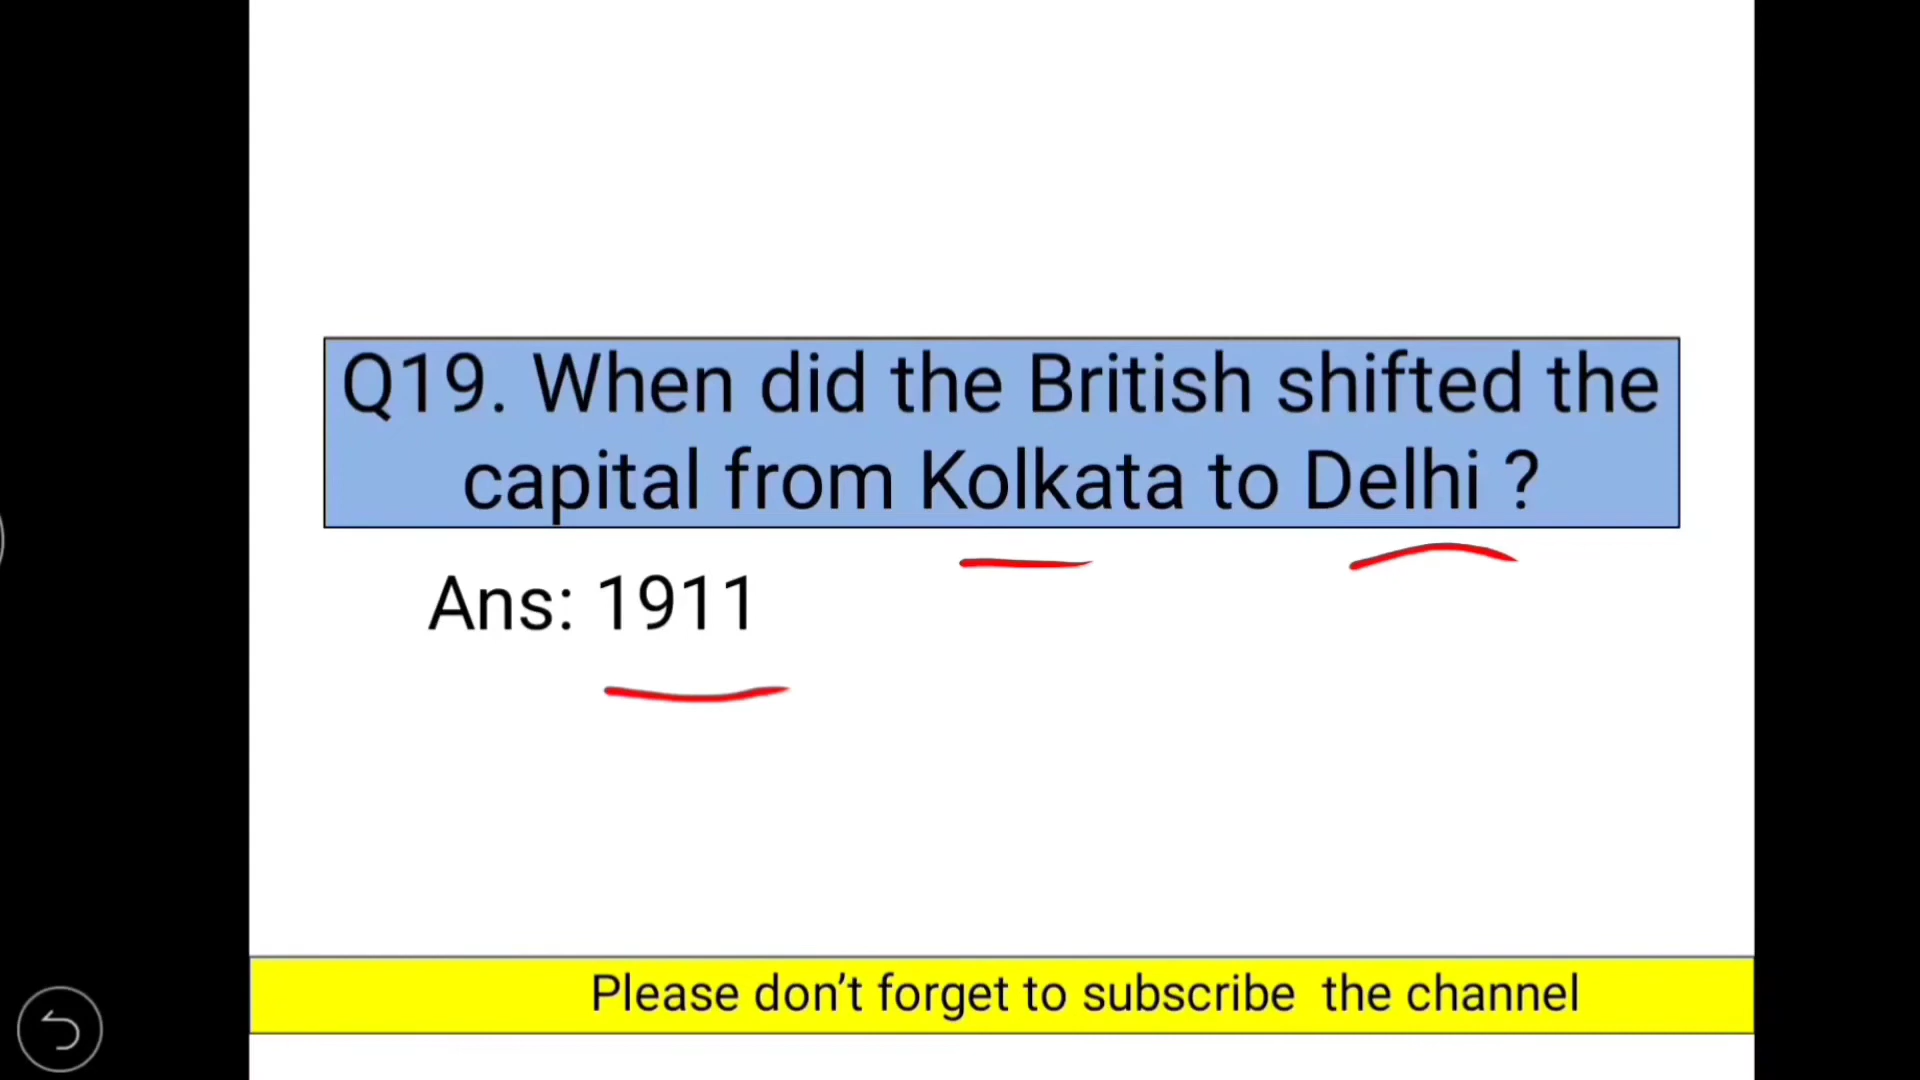 Q19. When did the British shifted the
capital from Kolkata to Delhi ?
Ans: 1911
Please don’t forget to subscribe  the channel